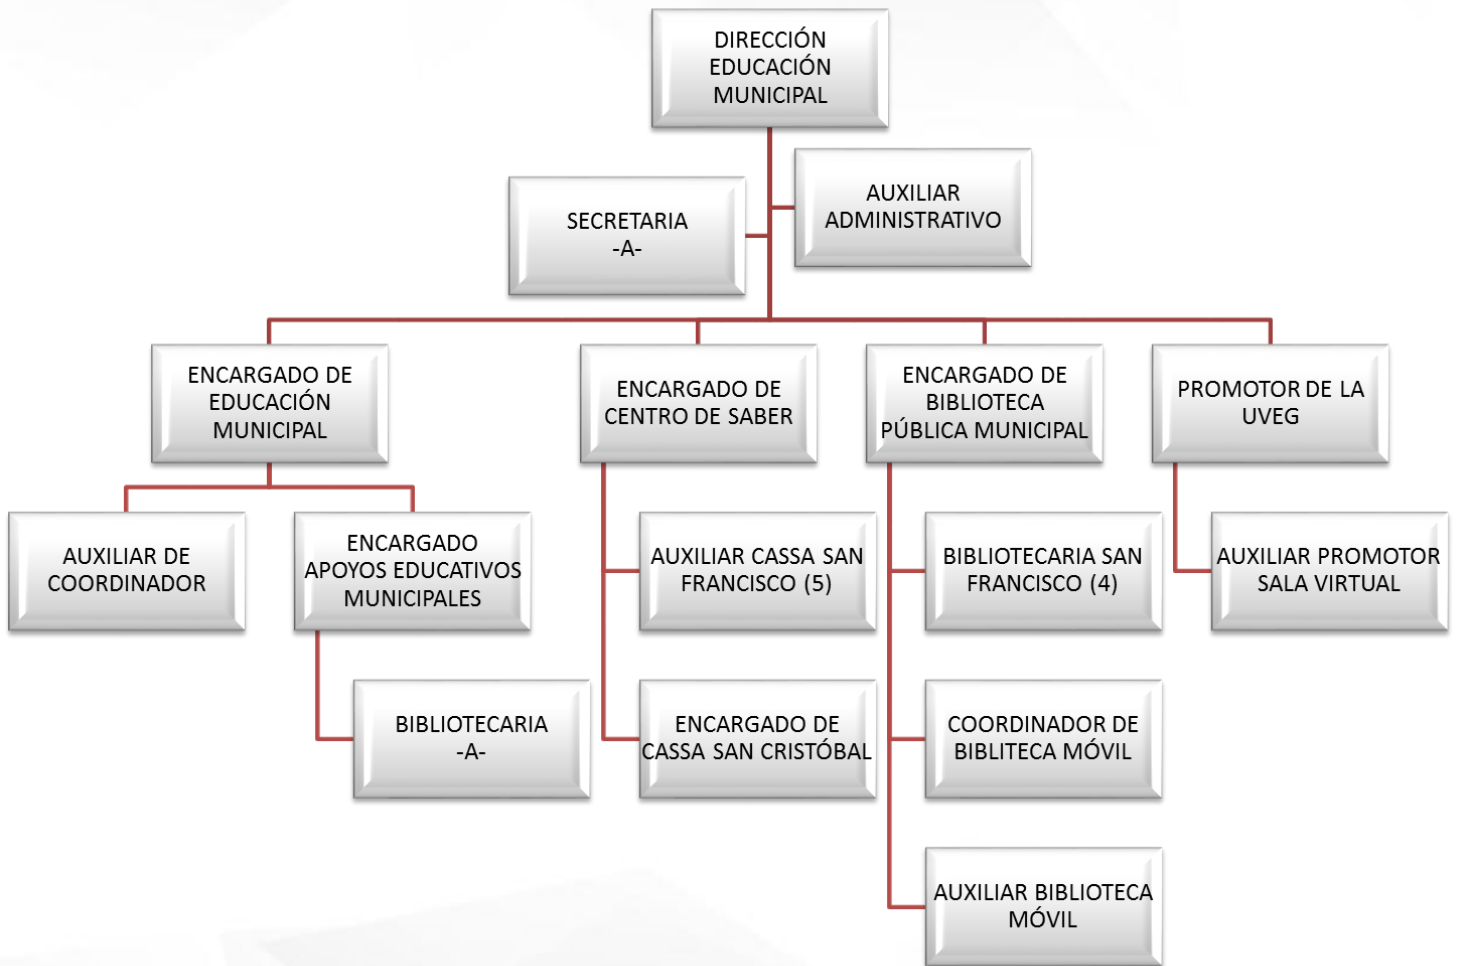 DIRECCIÓN
EDUCACIÓN
MUNICIPAL
SECRETARIA
-A-
AUXILIAR
ADMINISTRATIVO
ENCARGADO DE
EDUCACIÓN
MUNICIPAL
ENCARGADO DE
CENTRO DE SABER
ENCARGADO DE
BIBLIOTECA
PÚBLICA MUNICIPAL
PROMOTOR DE LA
UVEG
AUXILIAR DE
COORDINADOR
ENCARGADO
APOYOS EDUCATIVOS
MUNICIPALES
AUXILIAR CASSA SAN
FRANCISCO (5)
BIBLIOTECARIA SAN
FRANCISCO (4)
AUXILIAR PROMOTOR
SALA VIRTUAL
BIBLIOTECARIA
-A-
ENCARGADO DE
CASSA SAN CRISTÓBAL
COORDINADOR DE
BIBLITECA MÓVIL
AUXILIAR BIBLIOTECA
MÓVIL